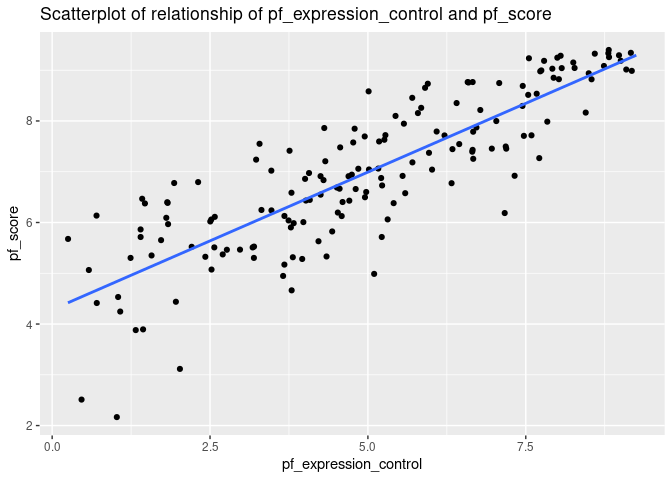 Scatterplot of relationship of pf_expression_control and pf_score
8
6
4
2
pf_score
0.0 2.5 5.0 7.5
pf_expression_control